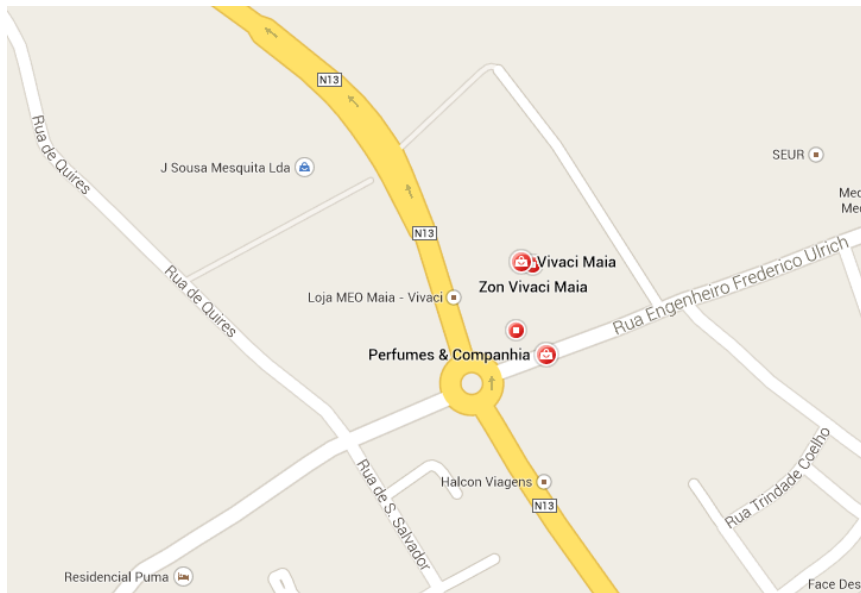 N13
Rua de Quires
J Sousa Mesquita Lda
SEUR
N13
Rua de Quires
Vivaci Maia
Zon Vivaci Maia
Loja MEO Maia - Vivaci
Rua Engenheiro Frederico Ulrich
Perfumes & Companhia
Rua de S. Salvador
Halcon Viagens
N13
Rua Trindade Coelho
Residencial Puma
Face Des